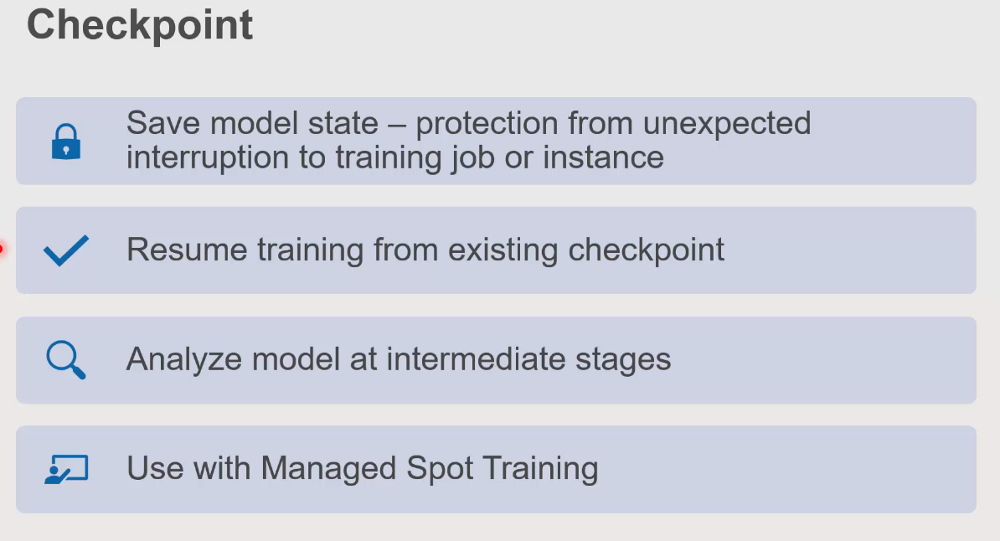 Checkpoint
Save model state – protection from unexpected
interruption to training job or instance
Resume training from existing checkpoint
Analyze model at intermediate stages
Use with Managed Spot Training